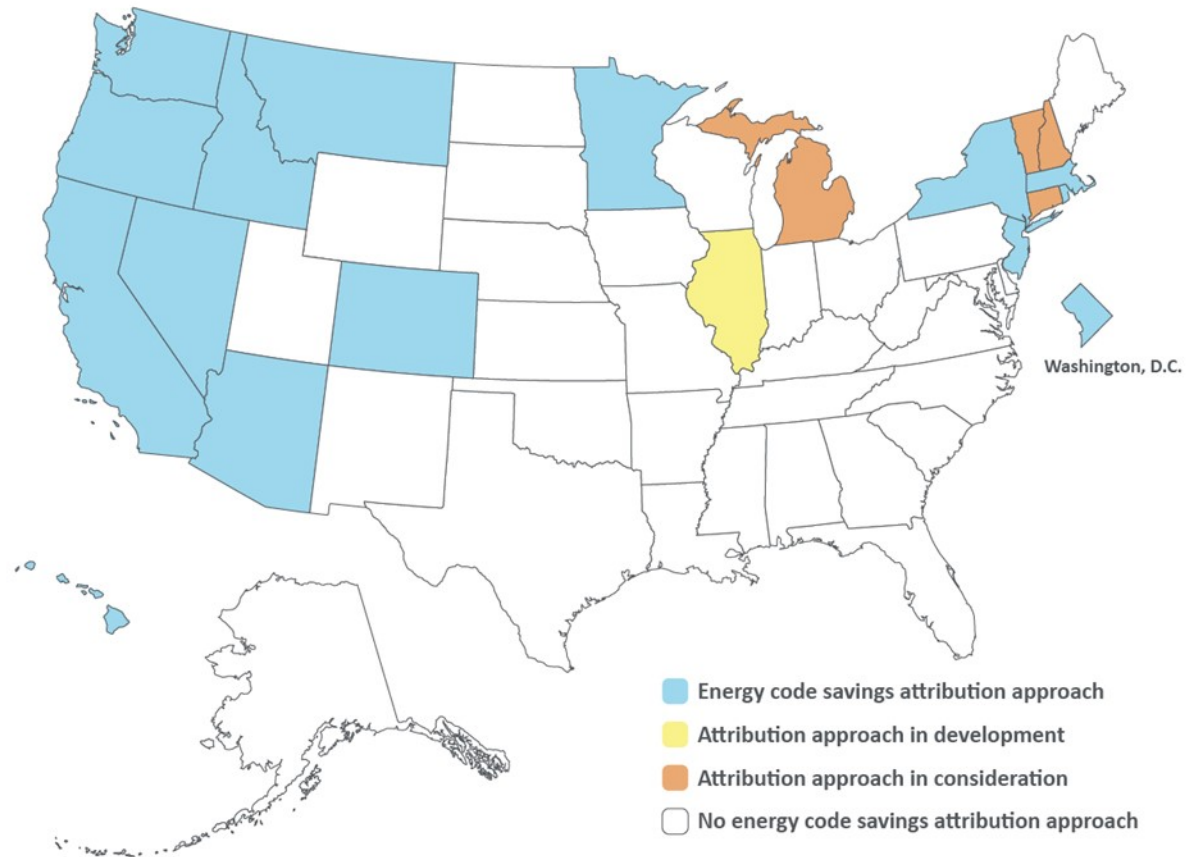 Washington, D.C.
Energy code savings attribution approach
Attribution approach in development
Attribution approach in consideration
No energy code savings attribution approach